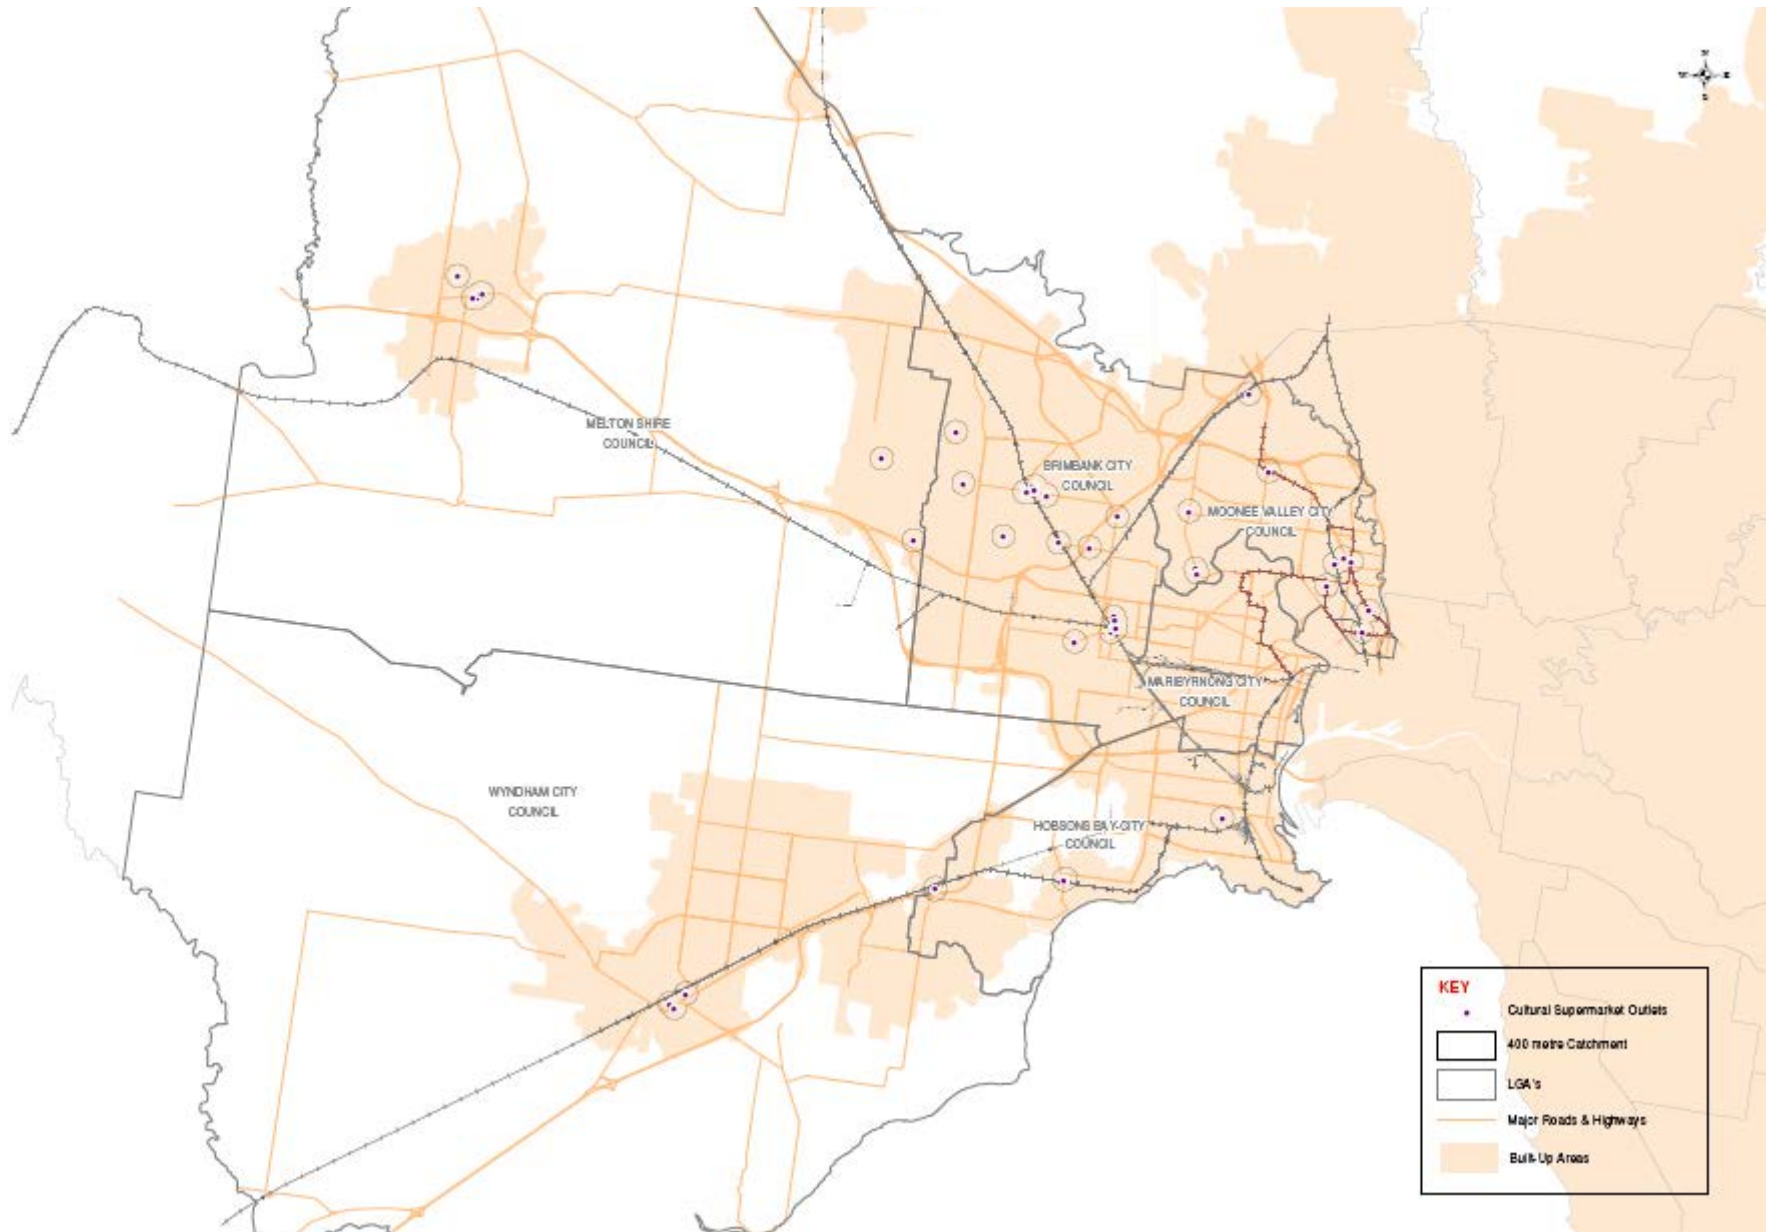 N
W E
S
MELTON SHIRE
COUNCIL
BRIMBANK CITY
COUNCIL
MOONEE VALLEY CITY
COUNCIL
MARIBYRNONG CITY
COUNCIL
WYNDHAM CITY
COUNCIL
HOBSONS BAY CITY
COUNCIL
KEY
Cultural Supermarket Outlets
400 metre Catchment
LGA's
Major Roads & Highways
Built-Up Areas